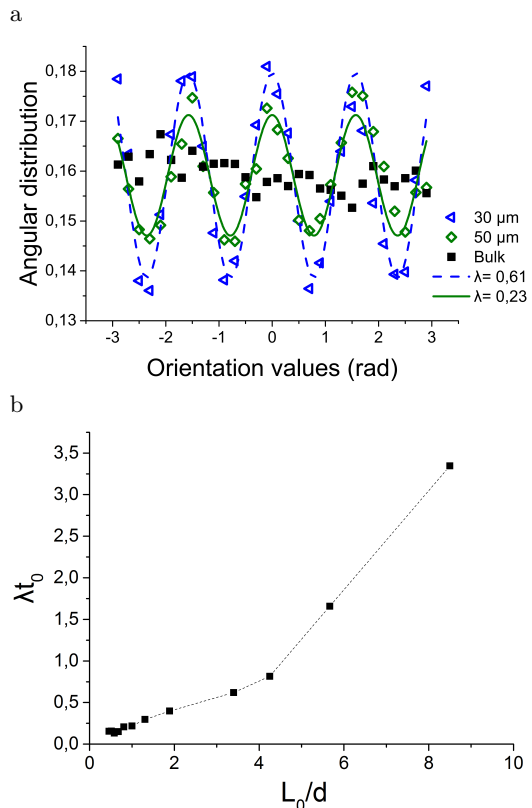 a
0,18
0,17
0,16
0,15
0,14
0,13
Angular distribution
-3 -2 -1 0 1 2 3
Orientation values (rad)
30 μm
50 μm
Bulk
λ= 0,61
λ= 0,23
b
3,5
3,0
2,5
2,0
1,5
1,0
0,5
0,0
λt₀
0 2 4 6 8 10
L₀/d